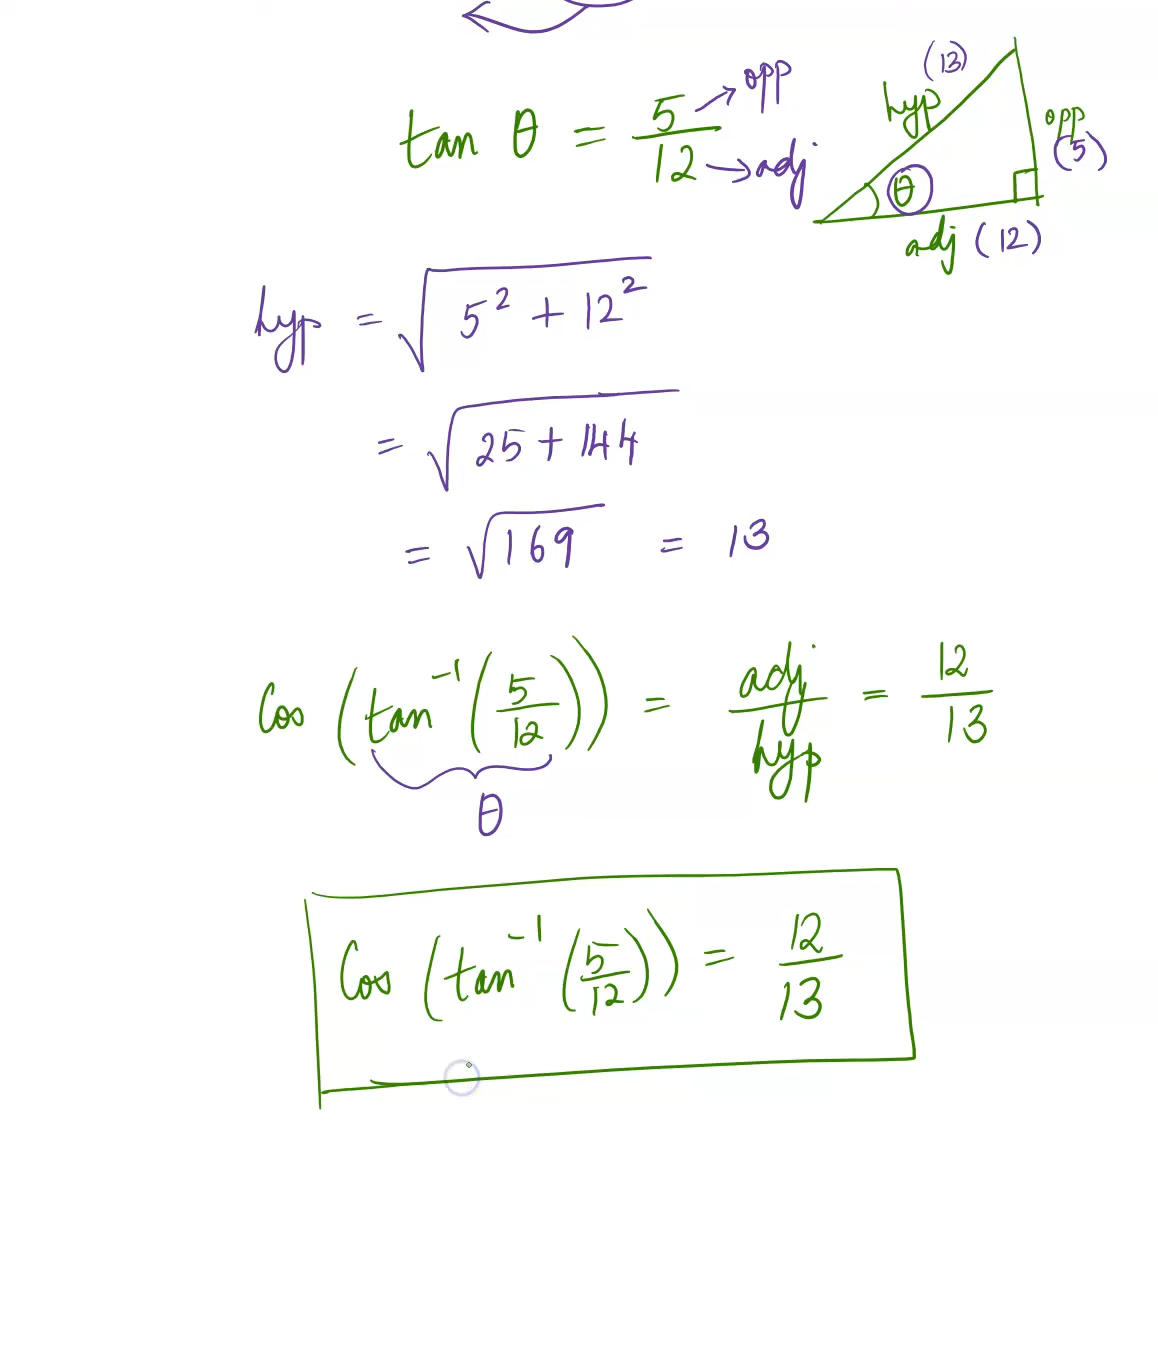 tan θ = 5/12 → opp → adj
hyp (13)
opp (5)
θ
adj (12)
hyp = √(5² + 12²)
= √(25 + 144)
= √169 = 13
Cos (tan⁻¹(5/12)) = adj/hyp = 12/13
θ
Cos (tan⁻¹(5/12)) = 12/13